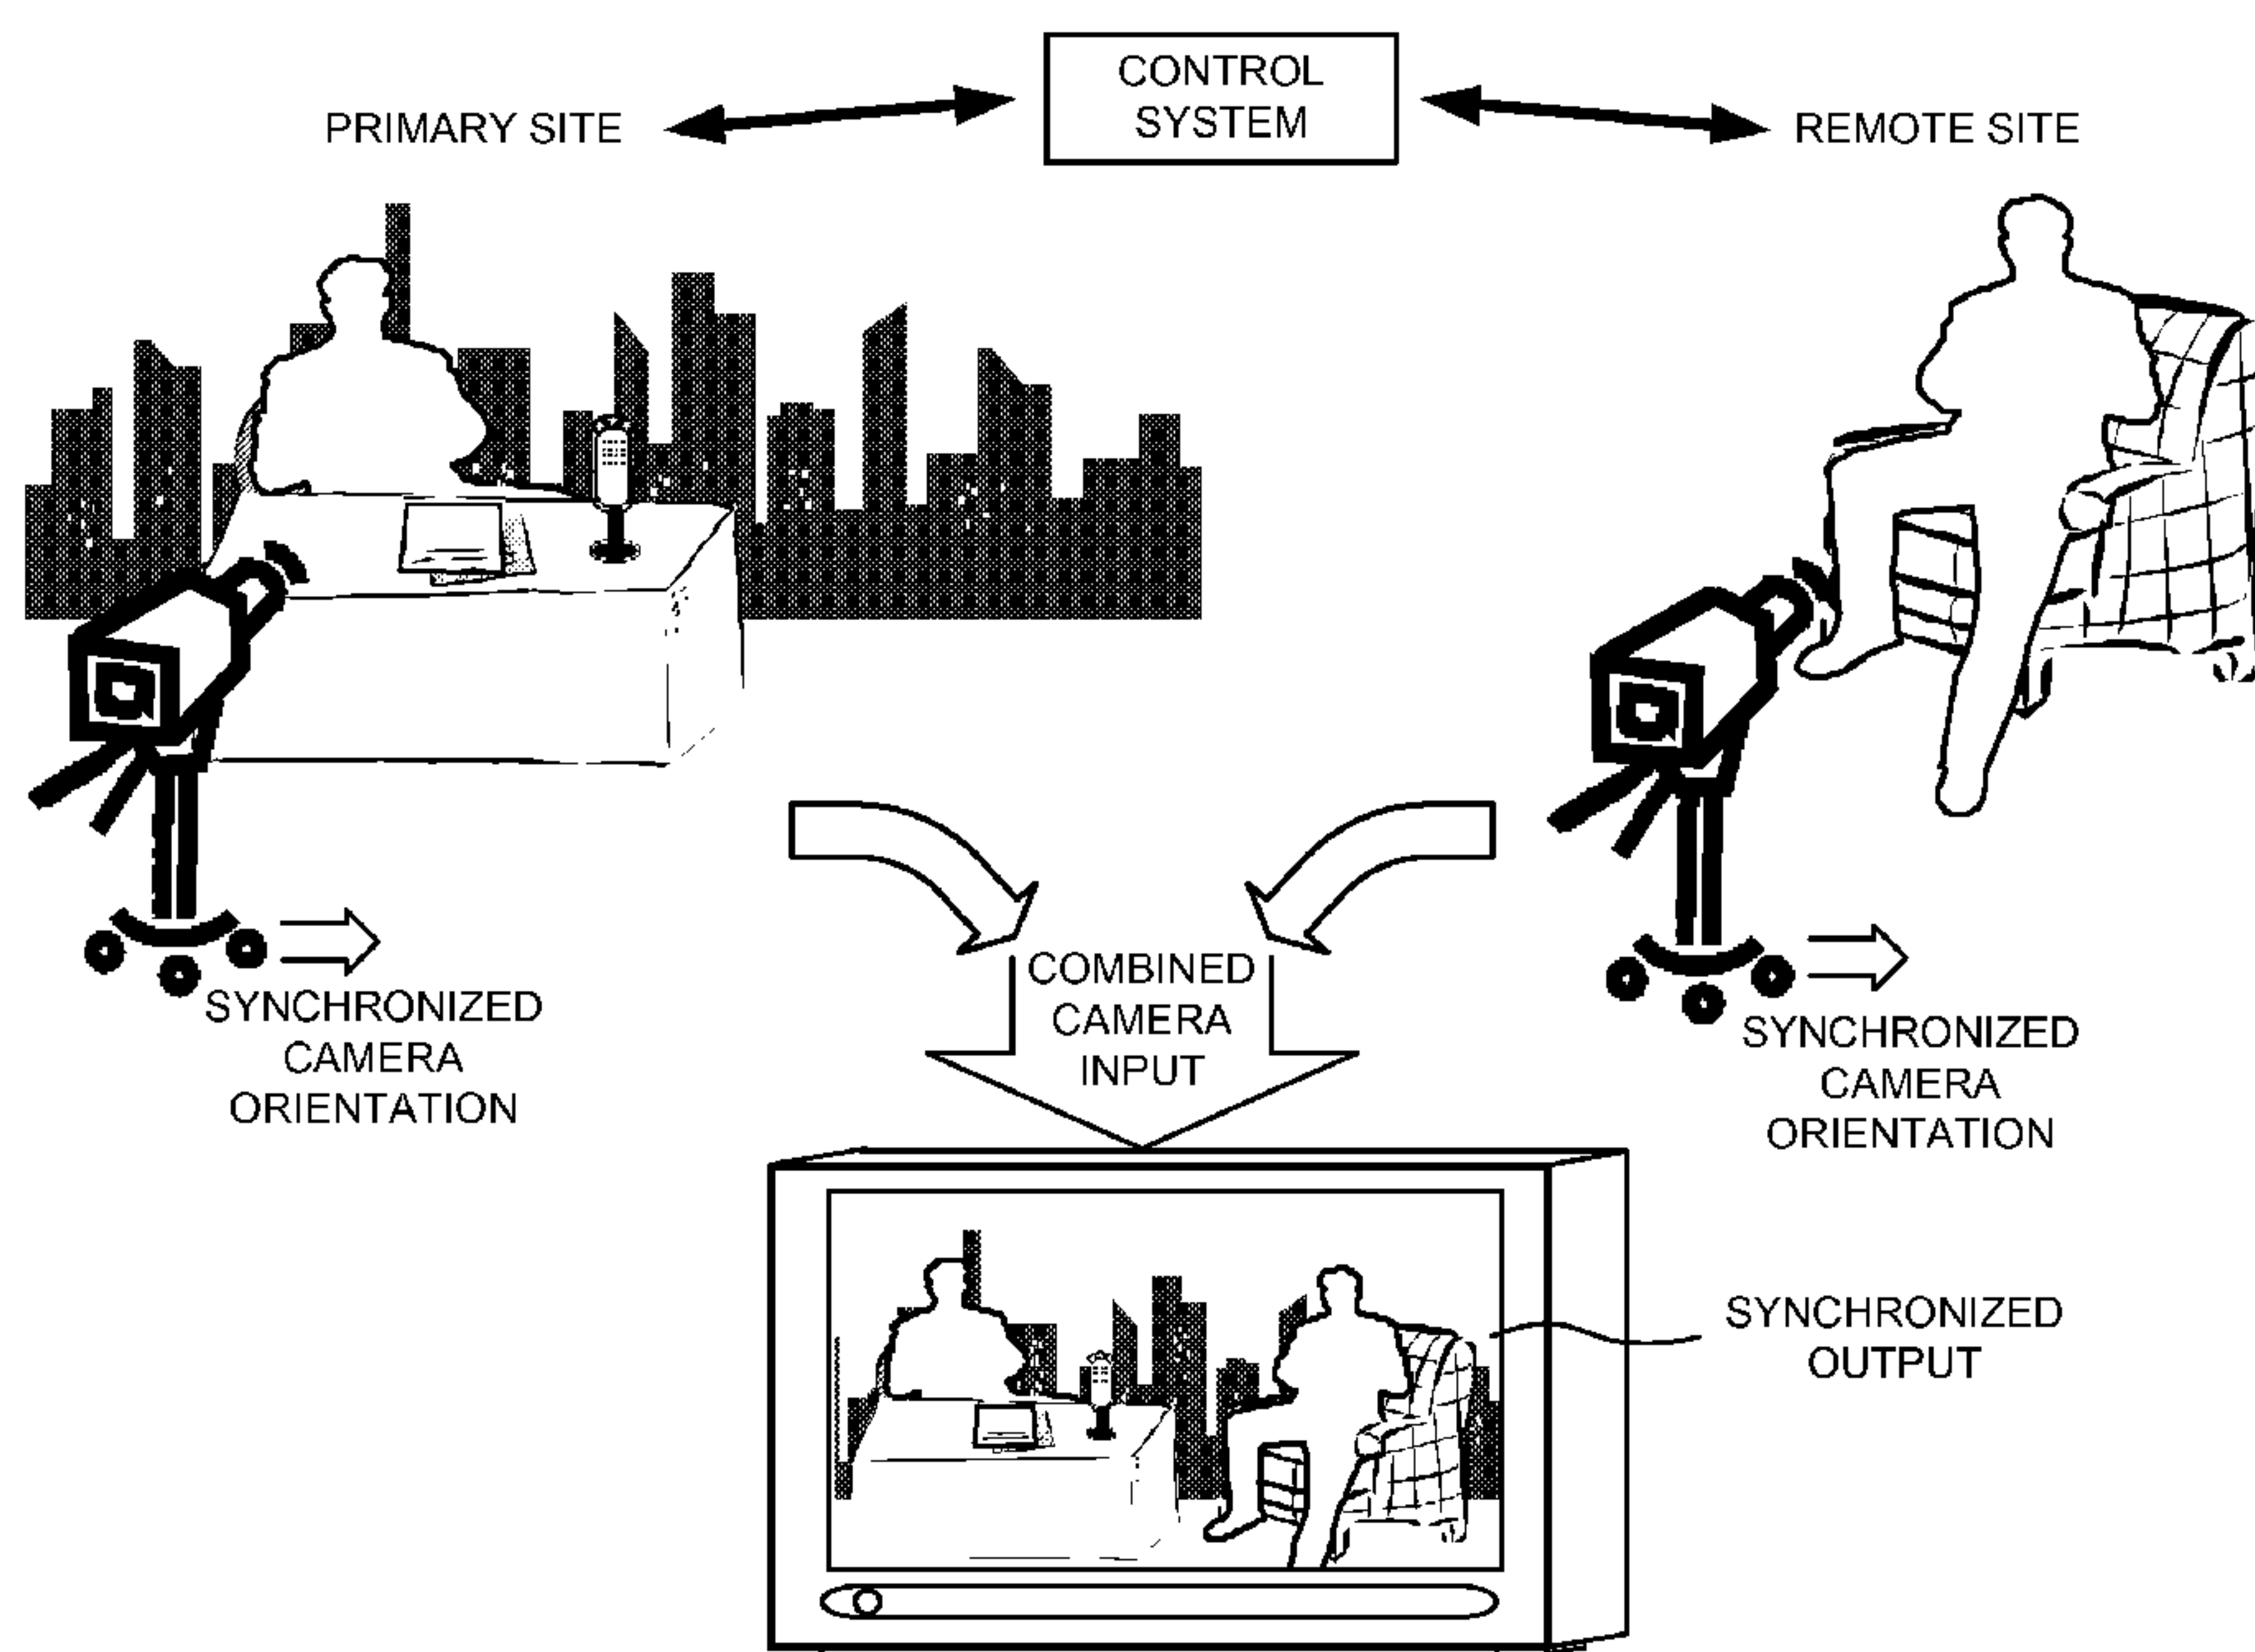 CONTROL
SYSTEM
PRIMARY SITE
REMOTE SITE
COMBINED
CAMERA
INPUT
SYNCHRONIZED
CAMERA
ORIENTATION
SYNCHRONIZED
CAMERA
ORIENTATION
SYNCHRONIZED
OUTPUT